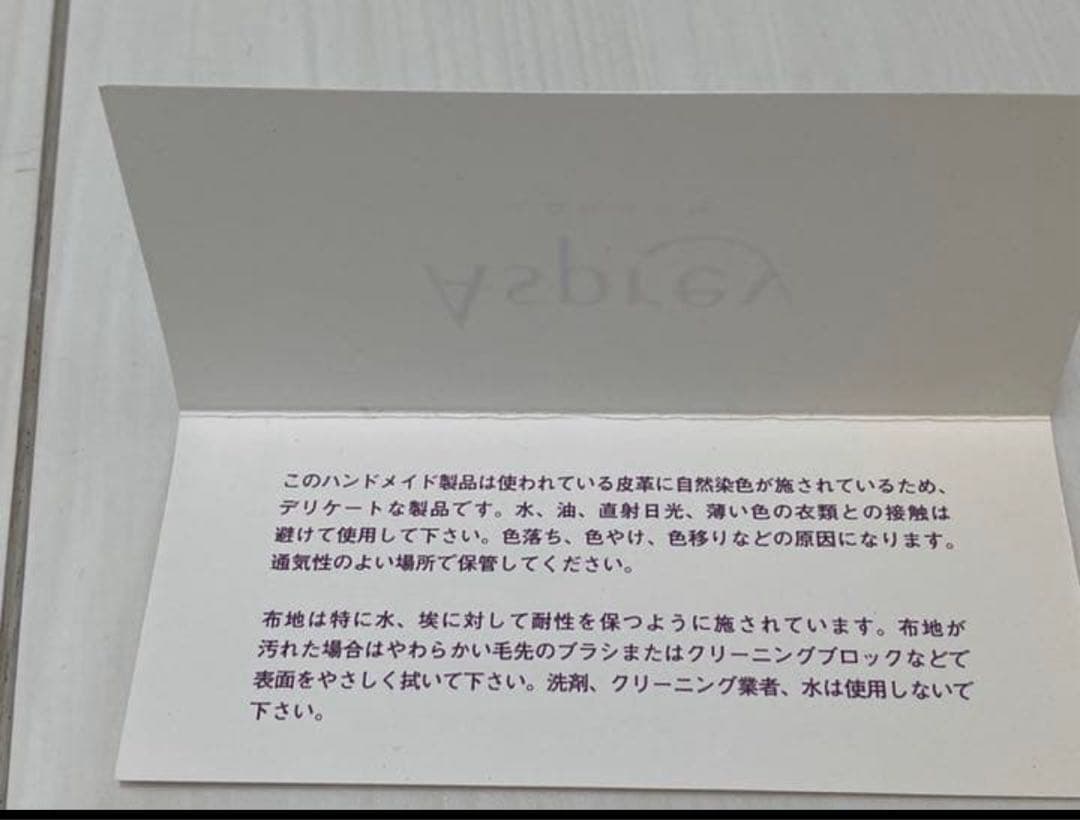 Asprey
このハンドメイド製品は使われている皮革に自然染色が施されているため、
デリケートな製品です。水、油、直射日光、薄い色の衣類との接触は
避けて使用して下さい。色落ち、色やけ、色移りなどの原因になります。
通気性のよい場所で保管してください。
布地は特に水、埃に対して耐性を保つように施されています。布地が
汚れた場合はやわらかい毛先のブラシまたはクリーニングブロックなどで
表面をやさしく拭いて下さい。洗剤、クリーニング業者、水は使用しないで
下さい。